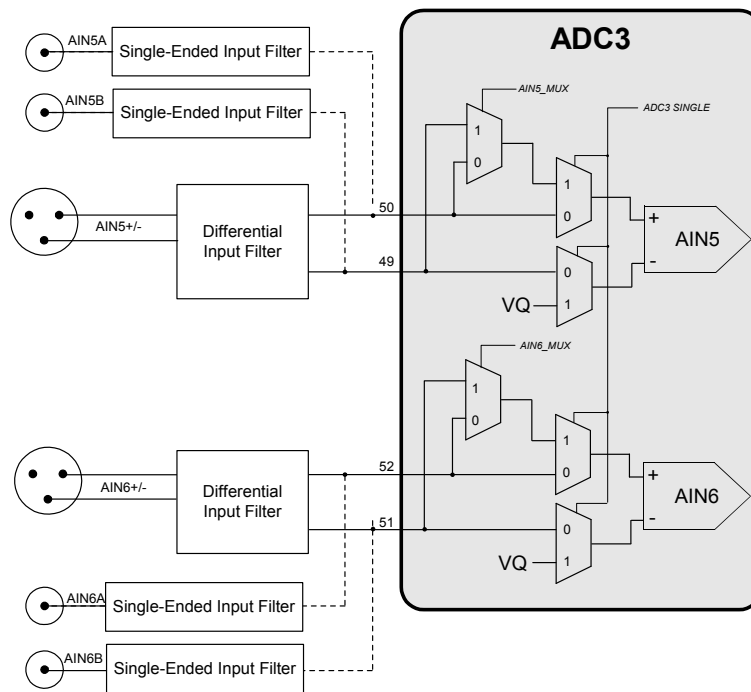 ADC3
AIN5A
Single-Ended Input Filter
AIN5B
Single-Ended Input Filter
AIN5_MUX
ADC3 SINGLE
1
0
1
0
50
AIN5+/-
Differential
Input Filter
+
AIN5
-
49
0
1
VQ
AIN6_MUX
1
0
1
0
52
AIN6+/-
Differential
Input Filter
+
AIN6
-
51
0
1
VQ
AIN6A
Single-Ended Input Filter
AIN6B
Single-Ended Input Filter